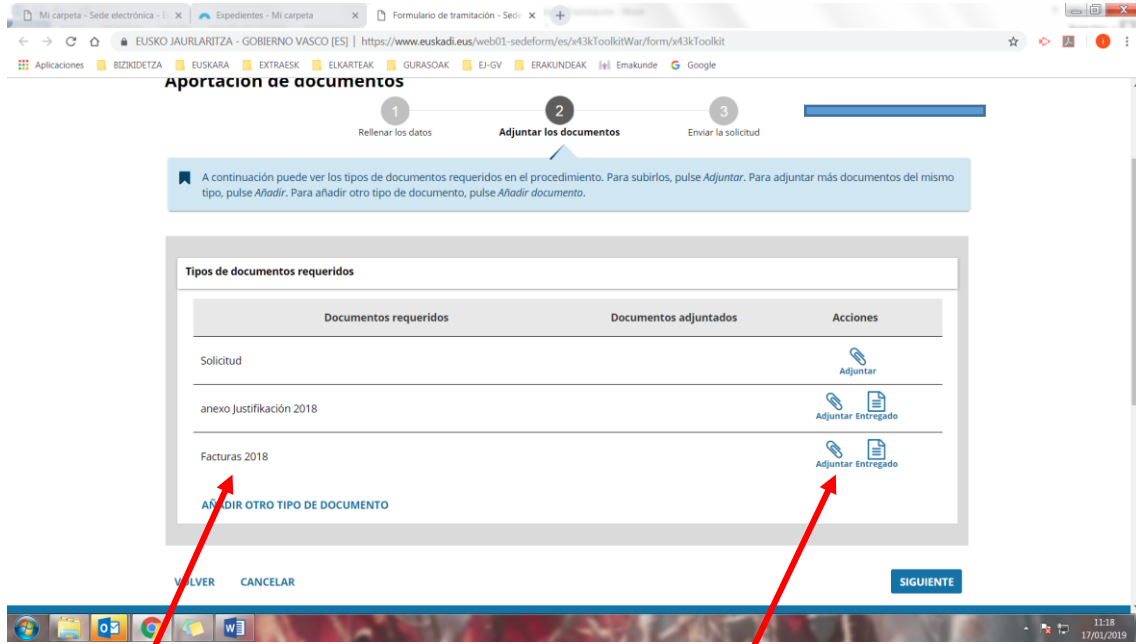 Mi carpeta - Sede electrónica - E
Expedientes - Mi carpeta
Formulario de tramitación - Sede
EUSKO JAURLARITZA - GOBIERNO VASCO [ES] | https://www.euskadi.eus/web01-sedeform/es/x43kToolkitWar/form/x43kToolkit
Aplicaciones BIZIKIDETZA EUSKARA EXTRAESK ELKARTEAK GURASOAK EJ-GV ERAKUNDEAK Emakunde Google
Aportación de documentos
1 2 3
Rellenar los datos Adjuntar los documentos Enviar la solicitud
A continuación puede ver los tipos de documentos requeridos en el procedimiento. Para subirlos, pulse Adjuntar. Para adjuntar más documentos del mismo
tipo, pulse Añadir. Para añadir otro tipo de documento, pulse Añadir documento.
Tipos de documentos requeridos
Documentos requeridos Documentos adjuntados Acciones
Solicitud
Adjuntar
anexo Justifikación 2018
Adjuntar Entregado
Facturas 2018
Adjuntar Entregado
AÑADIR OTRO TIPO DE DOCUMENTO
VOLVER CANCELAR SIGUIENTE
11:18
17/01/2019